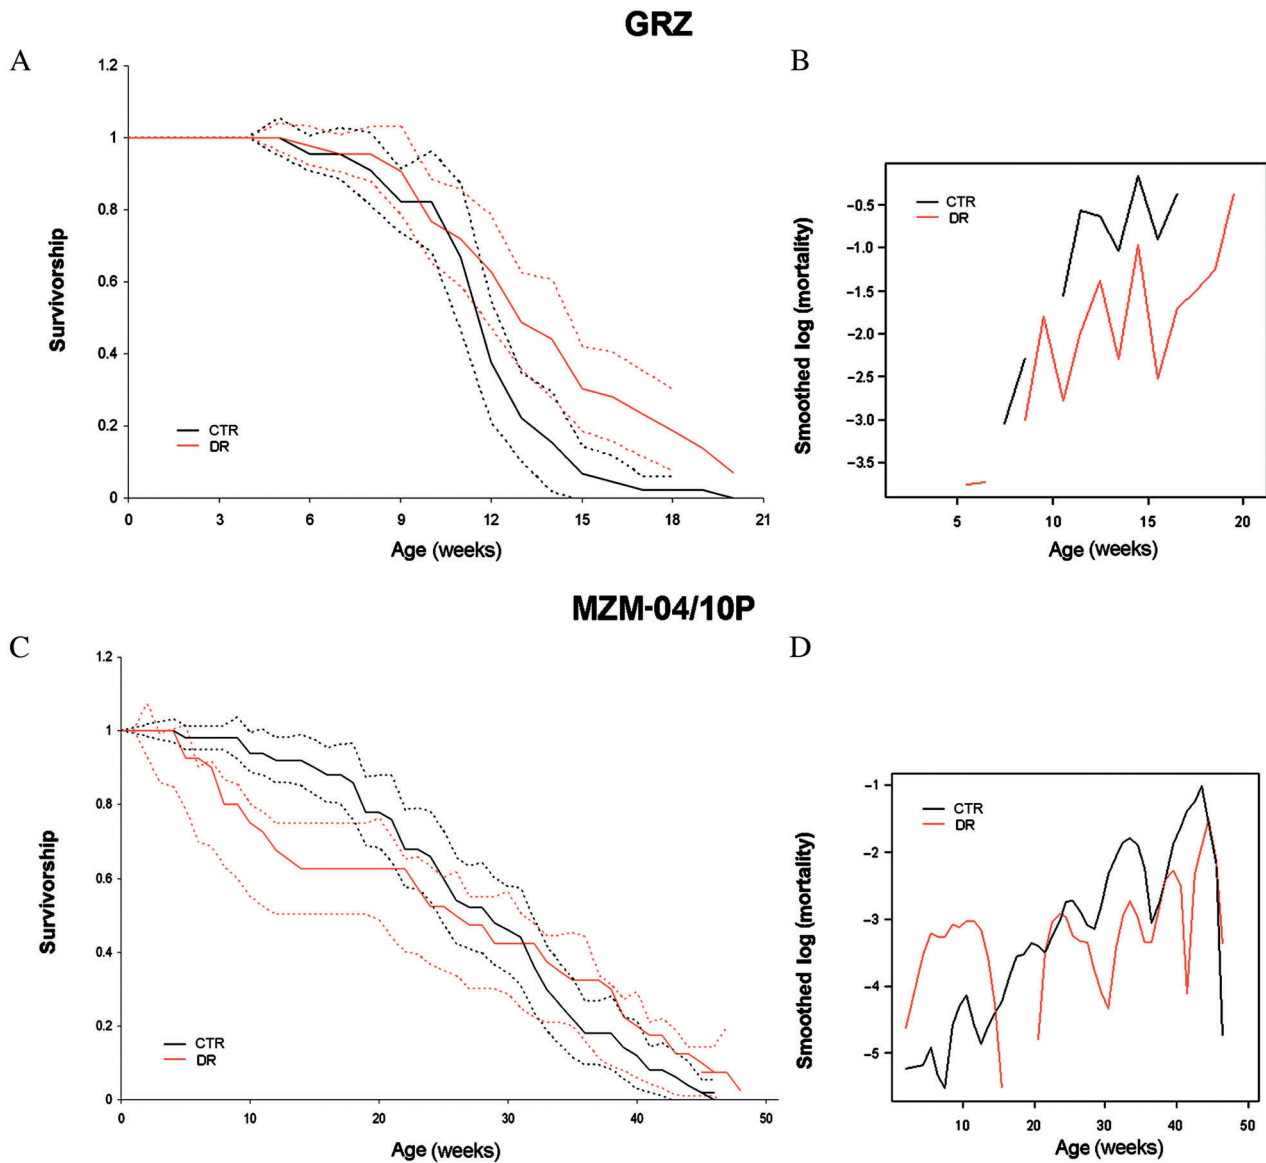 GRZ
A
B
1.2
1
0.8
0.6
0.4
0.2
0
Survivorship
CTR
DR
0 3 6 9 12 15 18 21
Age (weeks)
−0.5
−1.0
−1.5
−2.0
−2.5
−3.0
−3.5
Smoothed log (mortality)
CTR
DR
5 10 15 20
Age (weeks)
MZM-04/10P
C
D
1.2
1
0.8
0.6
0.4
0.2
0
Survivorship
CTR
DR
0 10 20 30 40 50
Age (weeks)
−1
−2
−3
−4
−5
Smoothed log (mortality)
CTR
DR
10 20 30 40 50
Age (weeks)